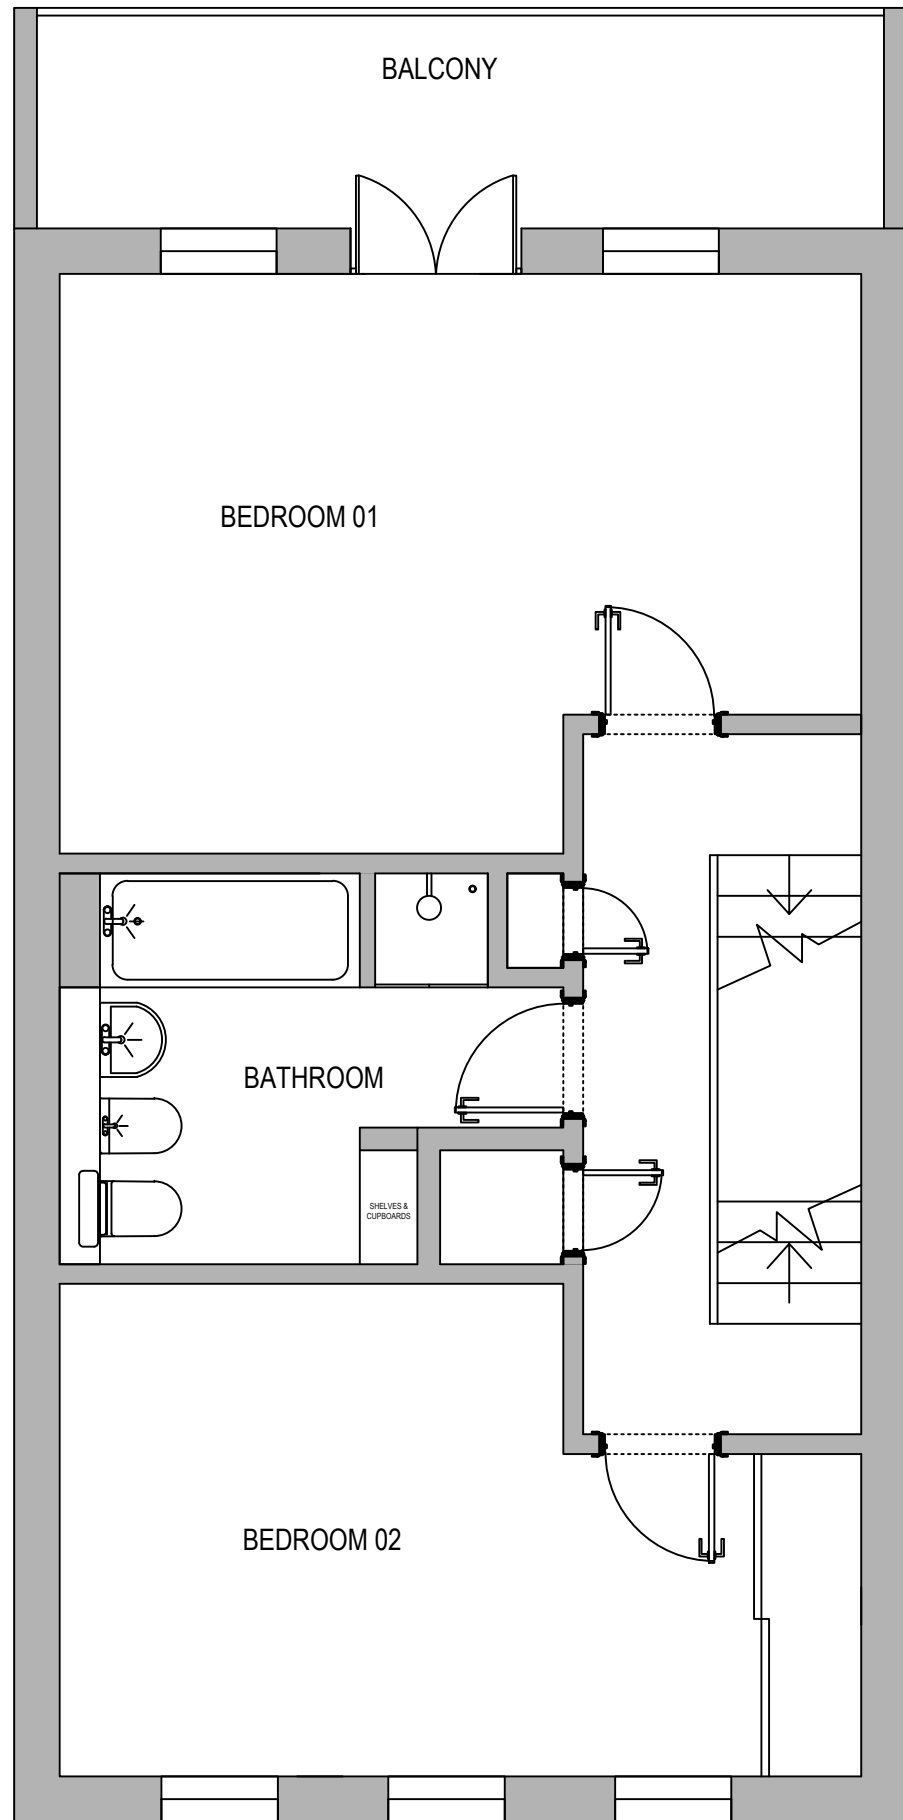 BALCONY
BEDROOM 01
BATHROOM
SHELVES &
CUPBOARDS
BEDROOM 02